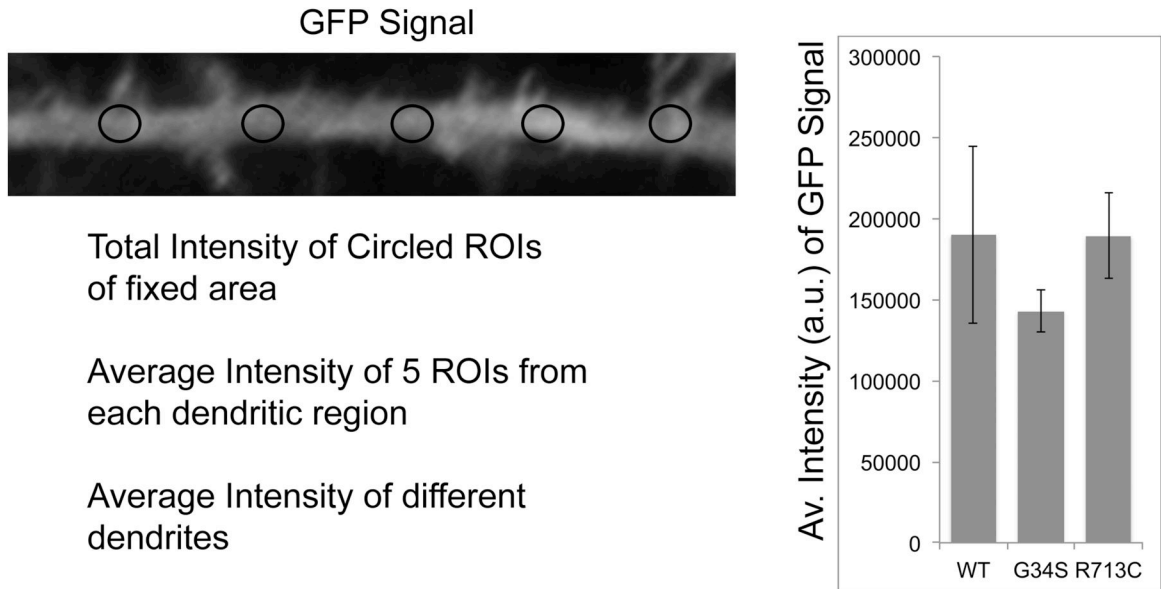 GFP Signal
Total Intensity of Circled ROIs
of fixed area
Average Intensity of 5 ROIs from
each dendritic region
Average Intensity of different
dendrites
Av. Intensity (a.u.) of GFP Signal
300000
250000
200000
150000
100000
50000
0
WT G34S R713C